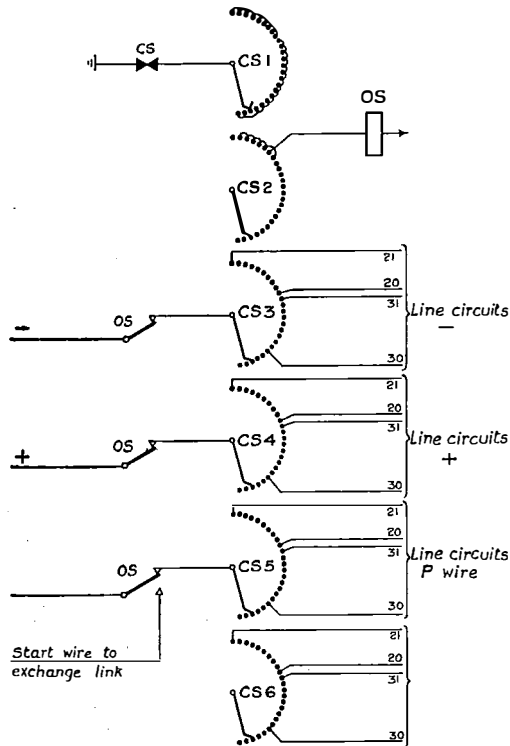 CS
CS1
OS
CS2
21
20
31
30
OS
CS3
Line circuits
−
−
21
20
31
30
OS
CS4
Line circuits
+
+
21
20
31
30
OS
CS5
Line circuits
P wire
Start wire to
exchange link
21
20
31
30
CS6